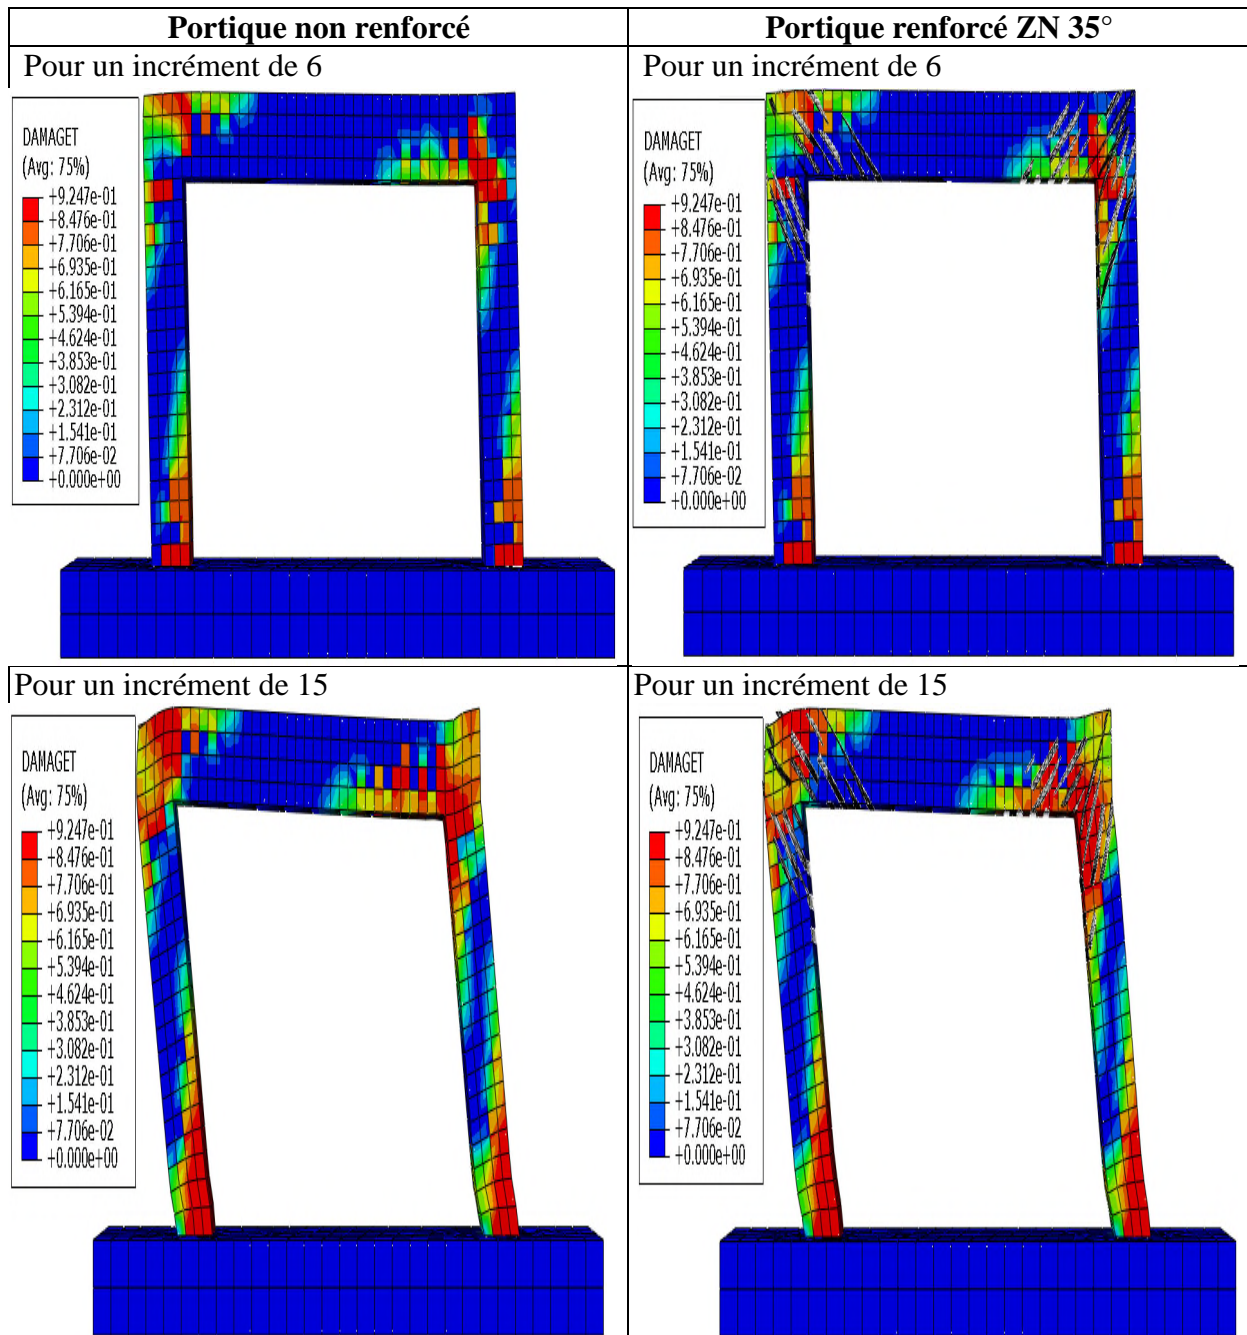 Portique non renforcé
Portique renforcé ZN 35°
Pour un incrément de 6
DAMAGET
(Avg: 75%)
+9.247e-01
+8.476e-01
+7.706e-01
+6.935e-01
+6.165e-01
+5.394e-01
+4.624e-01
+3.853e-01
+3.082e-01
+2.312e-01
+1.541e-01
+7.706e-02
+0.000e+00
Pour un incrément de 6
DAMAGET
(Avg: 75%)
+9.247e-01
+8.476e-01
+7.706e-01
+6.935e-01
+6.165e-01
+5.394e-01
+4.624e-01
+3.853e-01
+3.082e-01
+2.312e-01
+1.541e-01
+7.706e-02
+0.000e+00
Pour un incrément de 15
DAMAGET
(Avg: 75%)
+9.247e-01
+8.476e-01
+7.706e-01
+6.935e-01
+6.165e-01
+5.394e-01
+4.624e-01
+3.853e-01
+3.082e-01
+2.312e-01
+1.541e-01
+7.706e-02
+0.000e+00
Pour un incrément de 15
DAMAGET
(Avg: 75%)
+9.247e-01
+8.476e-01
+7.706e-01
+6.935e-01
+6.165e-01
+5.394e-01
+4.624e-01
+3.853e-01
+3.082e-01
+2.312e-01
+1.541e-01
+7.706e-02
+0.000e+00